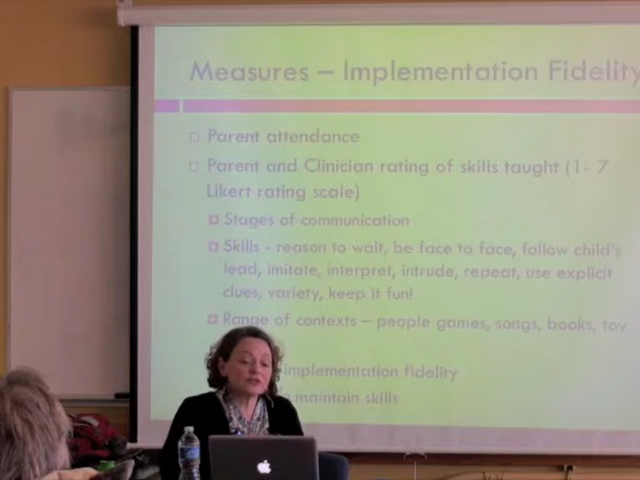 Measures – Implementation Fidelity
Parent attendance
Parent and Clinician rating of skills taught (1- 7
Likert rating scale)
Stages of communication
Skills - reason to wait, be face to face, follow child's
lead, imitate, interpret, intrude, repeat, use explicit
clues, variety, keep it fun!
Range of contexts – people games, songs, books, toy
implementation fidelity
maintain skills